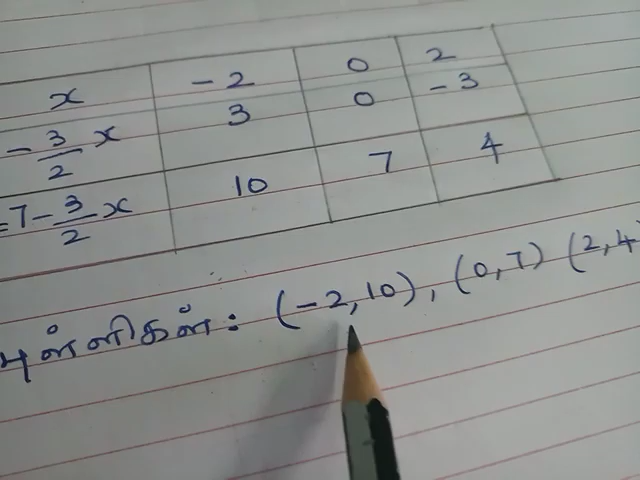 x -2 0 2
-3/2 x 3 0 -3
=7-3/2 x 10 7 4
புள்ளிகள்: (-2,10), (0,7) (2,4